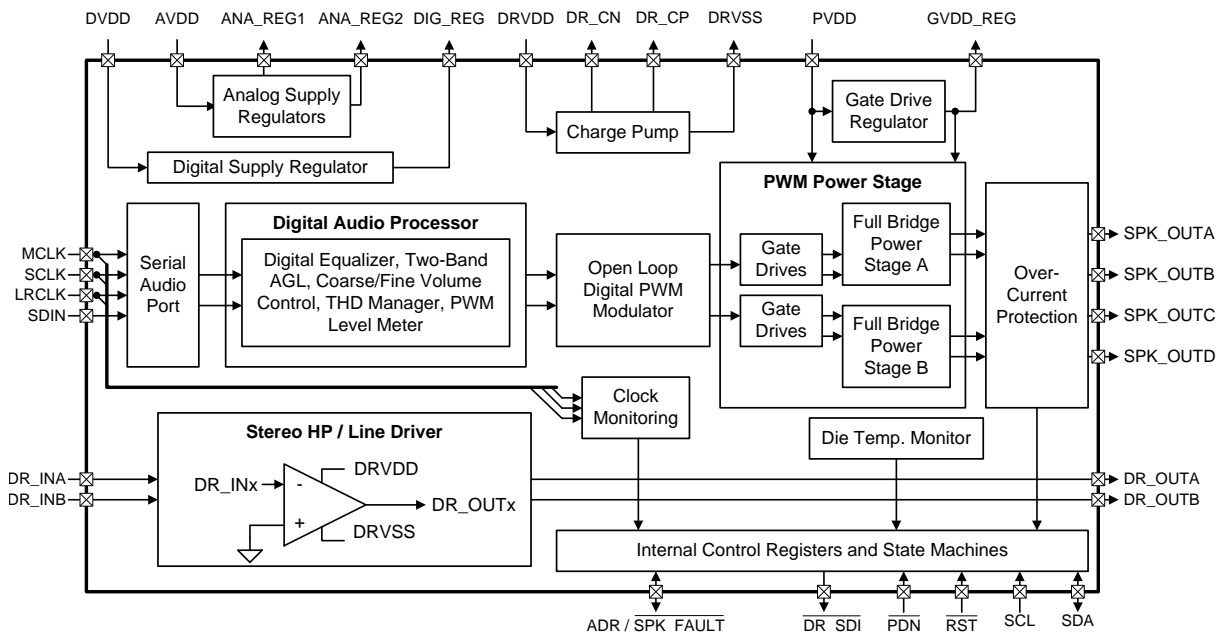 DVDD
AVDD
ANA_REG1
ANA_REG2
DIG_REG
DRVDD
DR_CN
DR_CP
DRVSS
PVDD
GVDD_REG
Analog Supply
Regulators
Charge Pump
Gate Drive
Regulator
Digital Supply Regulator
MCLK
SCLK
LRCLK
SDIN
Serial
Audio
Port
Digital Audio Processor
Digital Equalizer, Two-Band
AGL, Coarse/Fine Volume
Control, THD Manager, PWM
Level Meter
Open Loop
Digital PWM
Modulator
PWM Power Stage
Gate
Drives
Full Bridge
Power
Stage A
Gate
Drives
Full Bridge
Power
Stage B
Over-
Current
Protection
SPK_OUTA
SPK_OUTB
SPK_OUTC
SPK_OUTD
Clock
Monitoring
Die Temp. Monitor
Stereo HP / Line Driver
DR_INA
DR_INB
DR_INx
-
+
DRVDD
DRVSS
DR_OUTx
DR_OUTA
DR_OUTB
Internal Control Registers and State Machines
ADR / SPK_FAULT
DR_SDI
PDN
RST
SCL
SDA